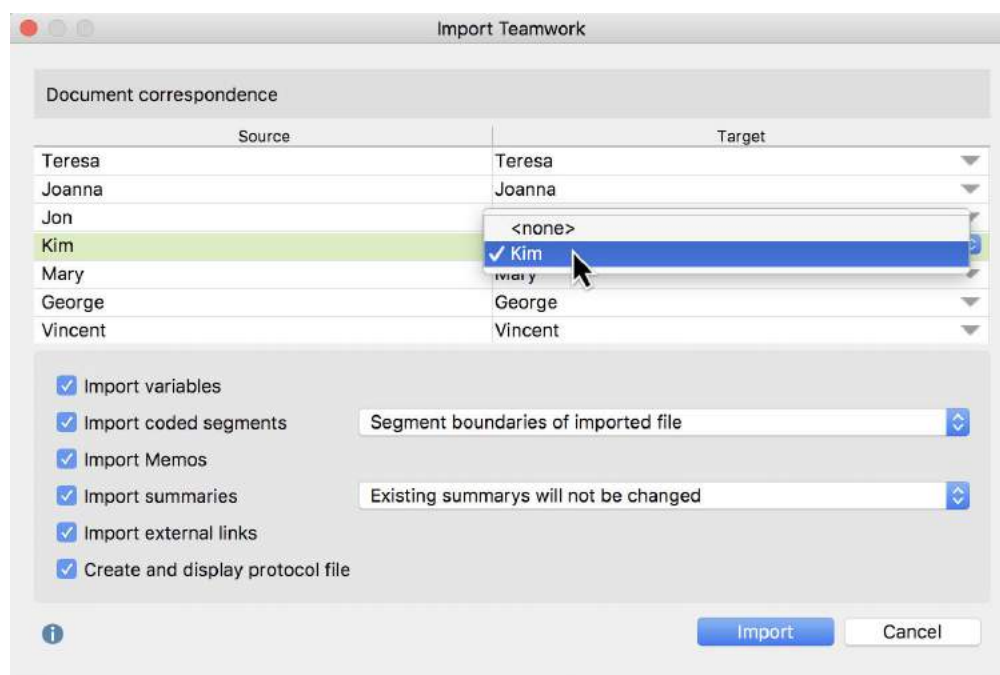 Import Teamwork
Document correspondence
Source Target
Teresa Teresa
Joanna Joanna
Jon
<none>
Kim ✓ Kim
Mary Mary
George George
Vincent Vincent
Import variables
Import coded segments Segment boundaries of imported file
Import Memos
Import summaries Existing summarys will not be changed
Import external links
Create and display protocol file
Import Cancel